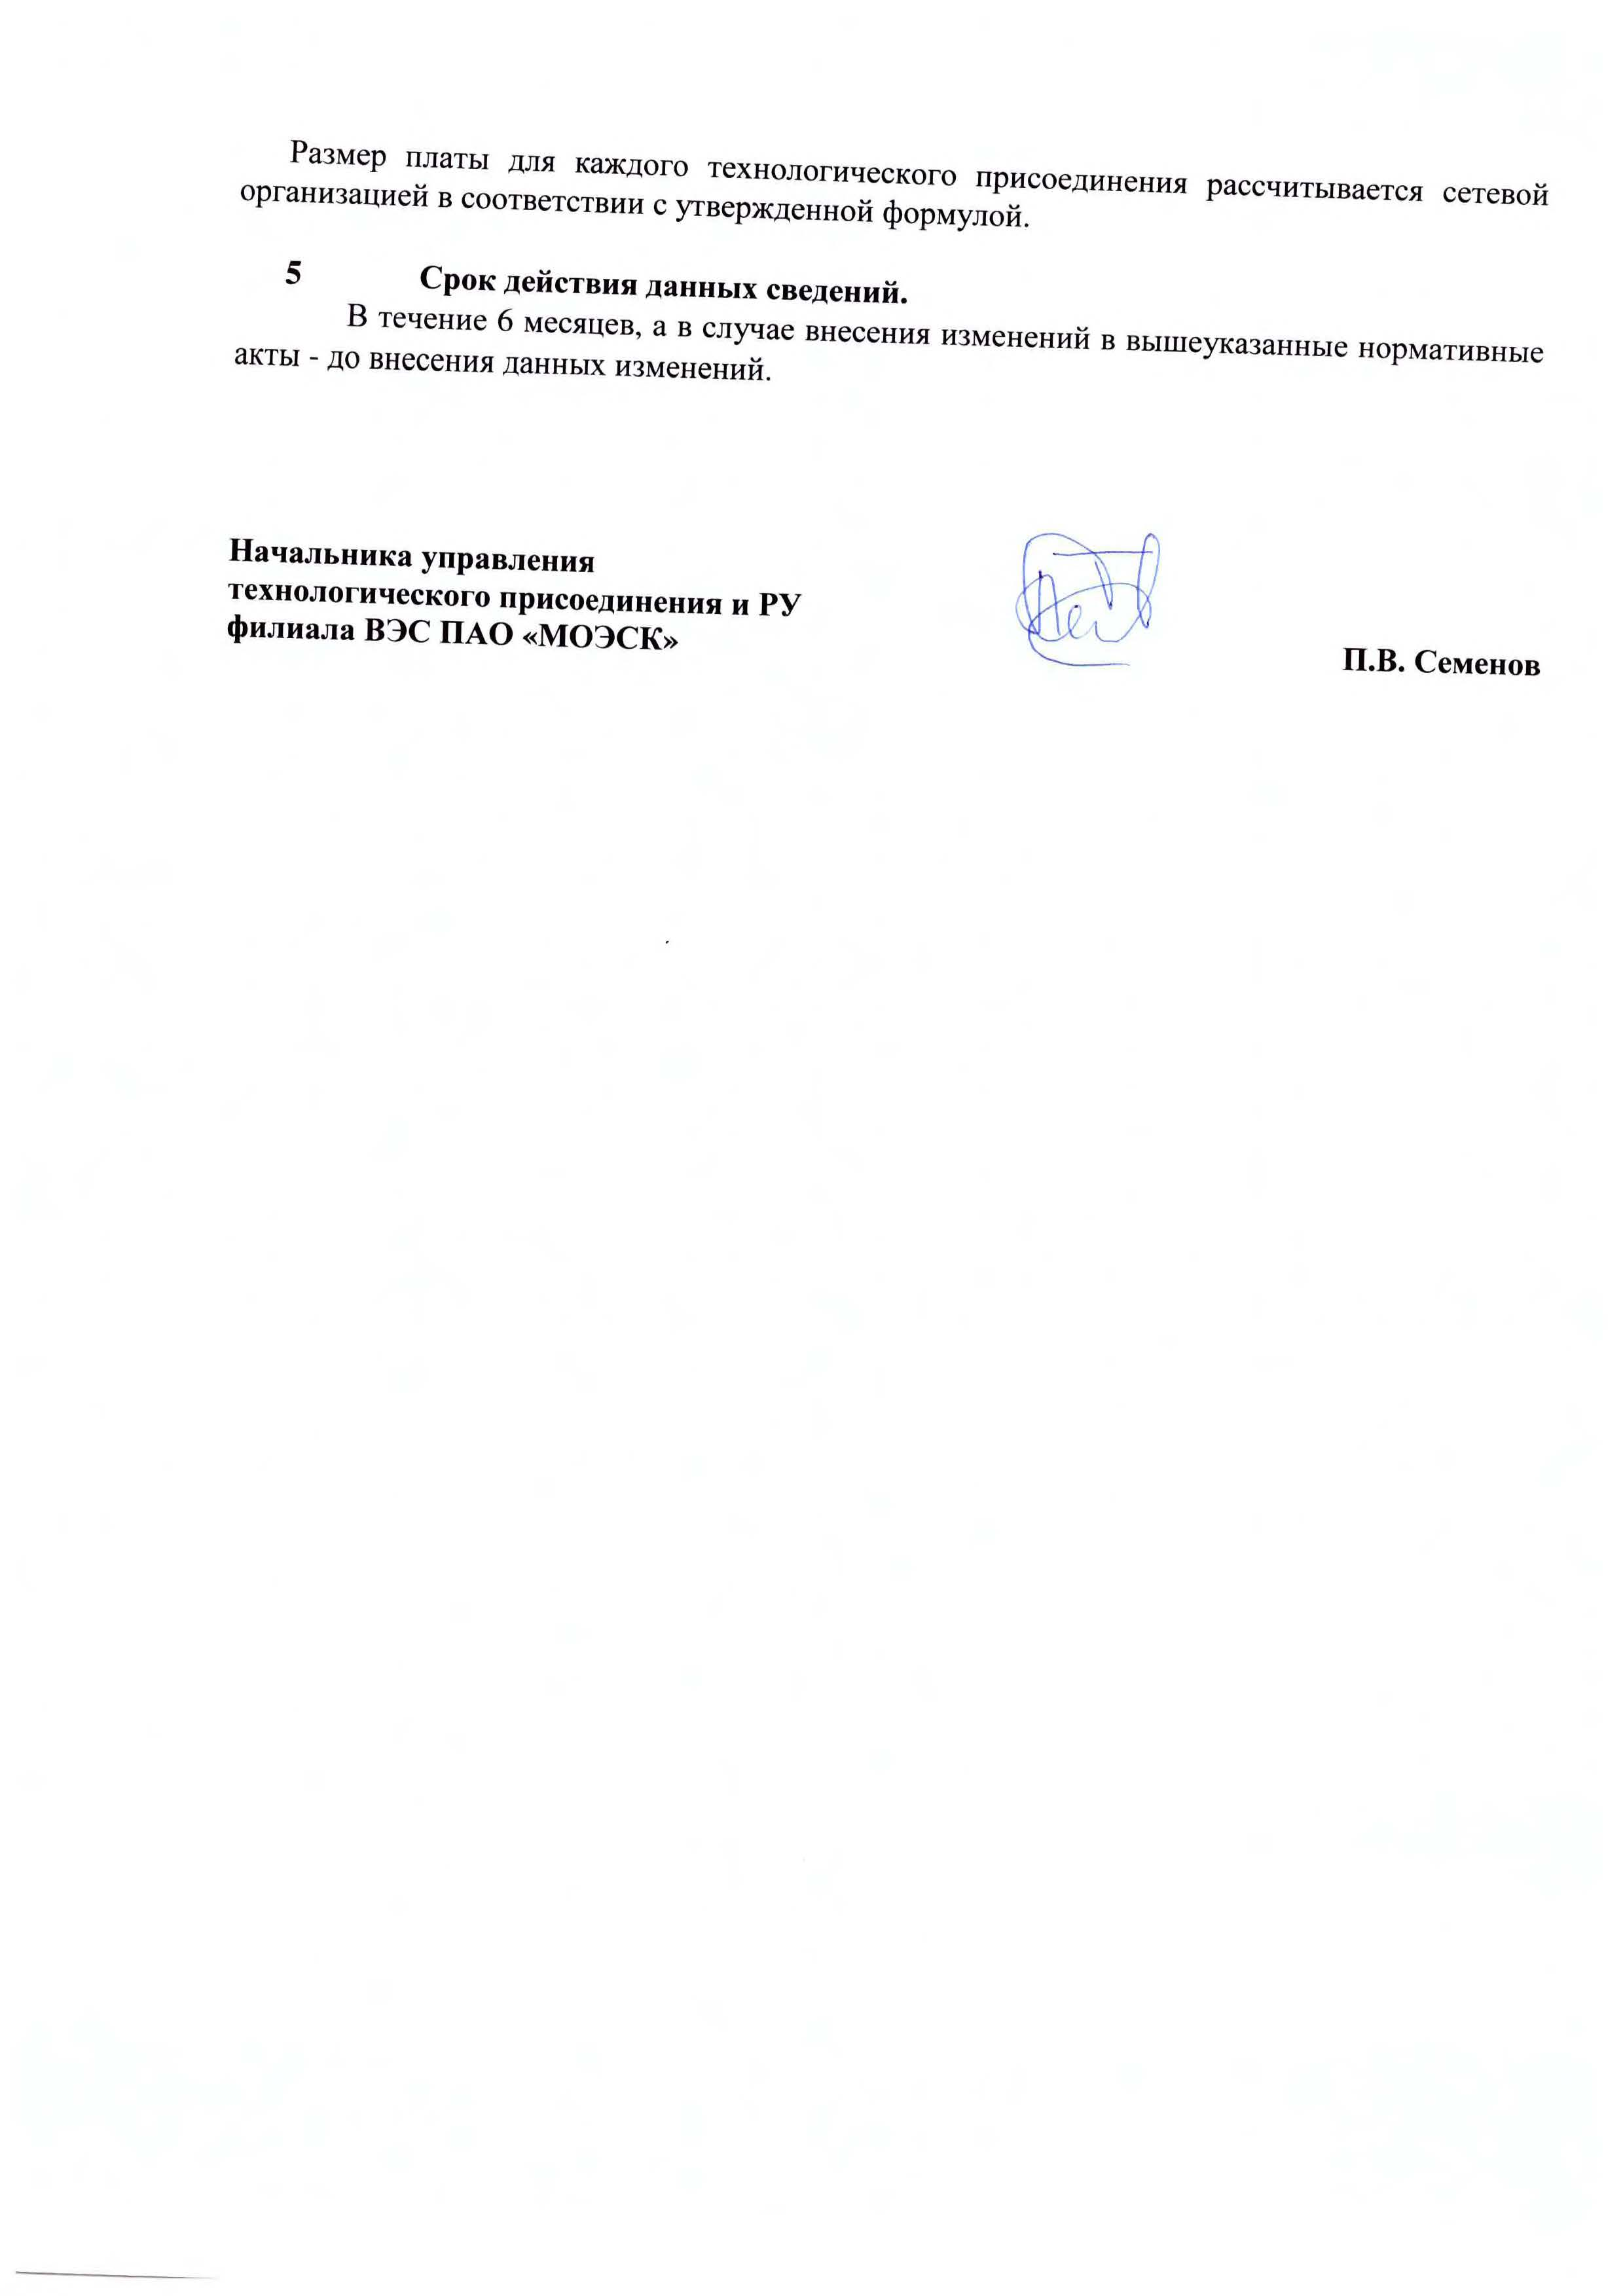 Размер платы для каждого технологического присоединения рассчитывается сетевой
организацией в соответствии с утвержденной формулой.
5 Срок действия данных сведений.
В течение 6 месяцев, а в случае внесения изменений в вышеуказанные нормативные
акты - до внесения данных изменений.
Начальника управления
технологического присоединения и РУ
филиала ВЭС ПАО «МОЭСК»
П.В. Семенов